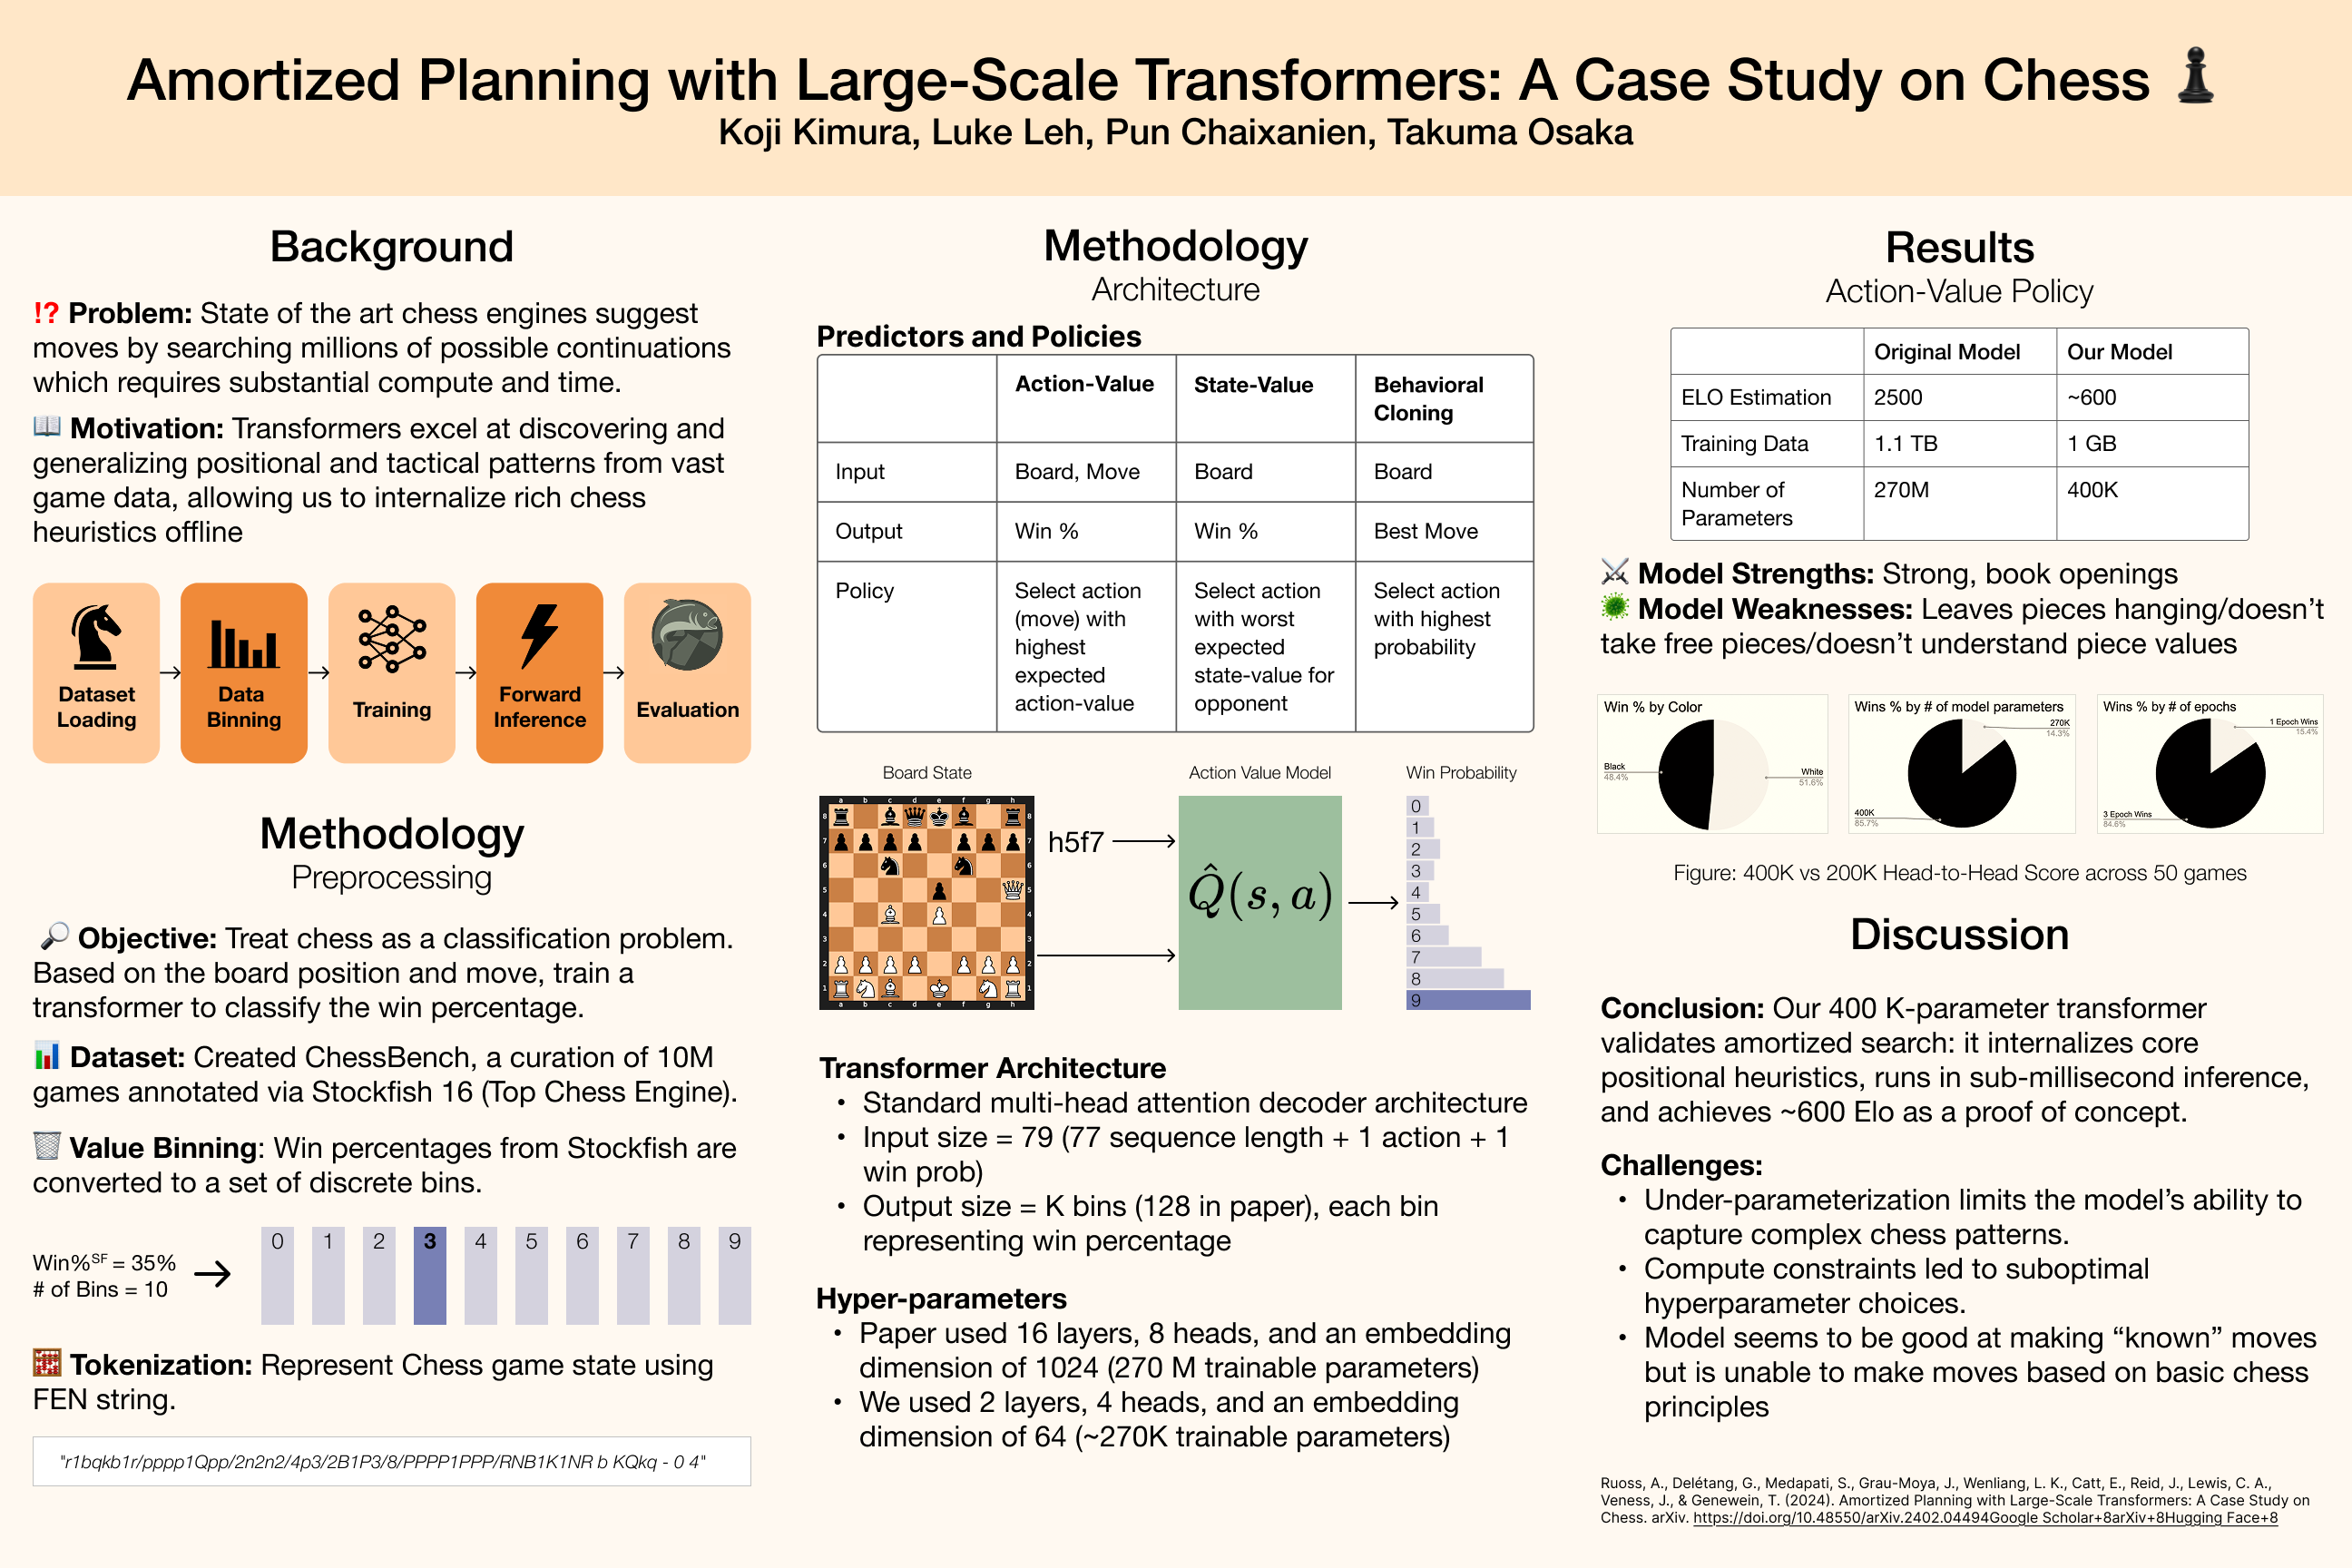 Amortized Planning with Large-Scale Transformers: A Case Study on Chess
Koji Kimura, Luke Leh, Pun Chaixanien, Takuma Osaka
Background
!? Problem: State of the art chess engines suggest
moves by searching millions of possible continuations
which requires substantial compute and time.
Motivation: Transformers excel at discovering and
generalizing positional and tactical patterns from vast
game data, allowing us to internalize rich chess
heuristics offline
Dataset
Loading
Data
Binning
Training
Forward
Inference
Evaluation
Methodology
Preprocessing
Objective: Treat chess as a classification problem.
Based on the board position and move, train a
transformer to classify the win percentage.
Dataset: Created ChessBench, a curation of 10M
games annotated via Stockfish 16 (Top Chess Engine).
Value Binning: Win percentages from Stockfish are
converted to a set of discrete bins.
Win%SF = 35%
# of Bins = 10
0 1 2 3 4 5 6 7 8 9
Tokenization: Represent Chess game state using
FEN string.
"r1bqkb1r/pppp1Qpp/2n2n2/4p3/2B1P3/8/PPPP1PPP/RNB1K1NR b KQkq - 0 4"
Methodology
Architecture
Predictors and Policies
Action-Value State-Value Behavioral
Cloning
Input Board, Move Board Board
Output Win % Win % Best Move
Policy
Select action
(move) with
highest
expected
action-value
Select action
with worst
expected
state-value for
opponent
Select action
with highest
probability
Board State
Action Value Model
Win Probability
a b c d e f g h
8 8
7 7
6 6
5 5
4 4
3 3
2 2
1 1
a b c d e f g h
h5f7
Q̂(s, a)
0
1
2
3
4
5
6
7
8
9
Transformer Architecture
• Standard multi-head attention decoder architecture
• Input size = 79 (77 sequence length + 1 action + 1
win prob)
• Output size = K bins (128 in paper), each bin
representing win percentage
Hyper-parameters
• Paper used 16 layers, 8 heads, and an embedding
dimension of 1024 (270 M trainable parameters)
• We used 2 layers, 4 heads, and an embedding
dimension of 64 (~270K trainable parameters)
Results
Action-Value Policy
Original Model Our Model
ELO Estimation 2500 ~600
Training Data 1.1 TB 1 GB
Number of
Parameters
270M 400K
Model Strengths: Strong, book openings
Model Weaknesses: Leaves pieces hanging/doesn't
take free pieces/doesn't understand piece values
Win % by Color
Black
48.4%
White
51.6%
Wins % by # of model parameters
270K
14.3%
400K
85.7%
Wins % by # of epochs
1 Epoch Wins
15.4%
3 Epoch Wins
84.6%
Figure: 400K vs 200K Head-to-Head Score across 50 games
Discussion
Conclusion: Our 400 K-parameter transformer
validates amortized search: it internalizes core
positional heuristics, runs in sub-millisecond inference,
and achieves ~600 Elo as a proof of concept.
Challenges:
• Under-parameterization limits the model's ability to
capture complex chess patterns.
• Compute constraints led to suboptimal
hyperparameter choices.
• Model seems to be good at making “known” moves
but is unable to make moves based on basic chess
principles
Ruoss, A., Delétang, G., Medapati, S., Grau-Moya, J., Wenliang, L. K., Catt, E., Reid, J., Lewis, C. A.,
Veness, J., & Genewein, T. (2024). Amortized Planning with Large-Scale Transformers: A Case Study on
Chess. arXiv. https://doi.org/10.48550/arXiv.2402.04494Google Scholar+8arXiv+8Hugging Face+8